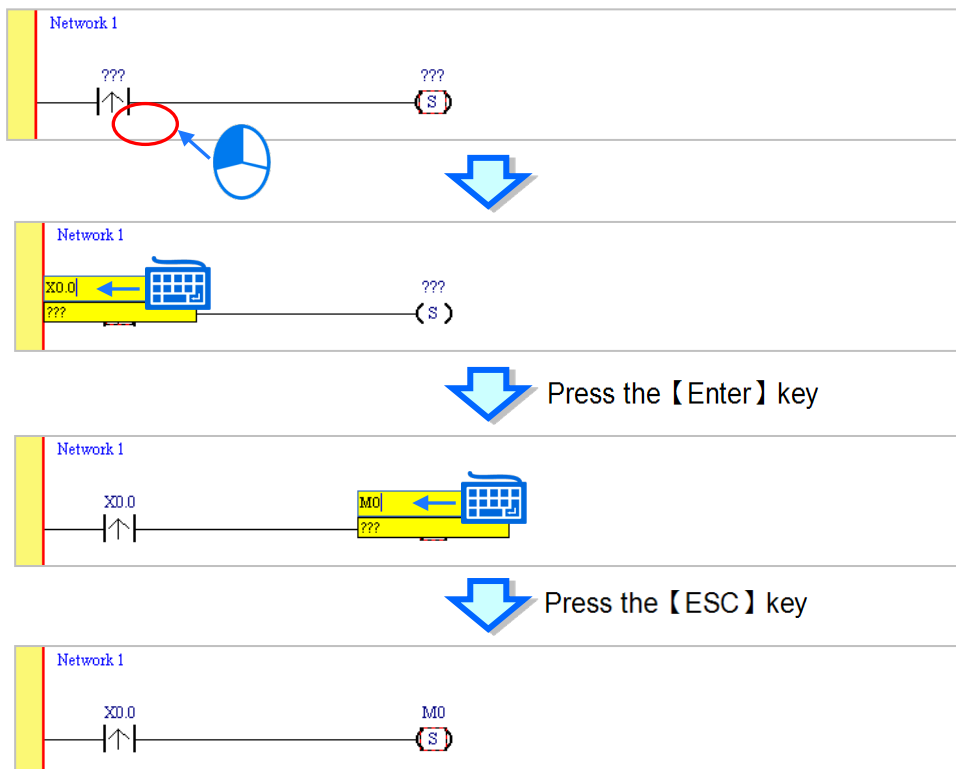 Network 1
??? ???
S
Network 1
X0.0 ???
??? S
Press the【Enter】key
Network 1
X0.0 M0
???
Press the【ESC】key
Network 1
X0.0 M0
S